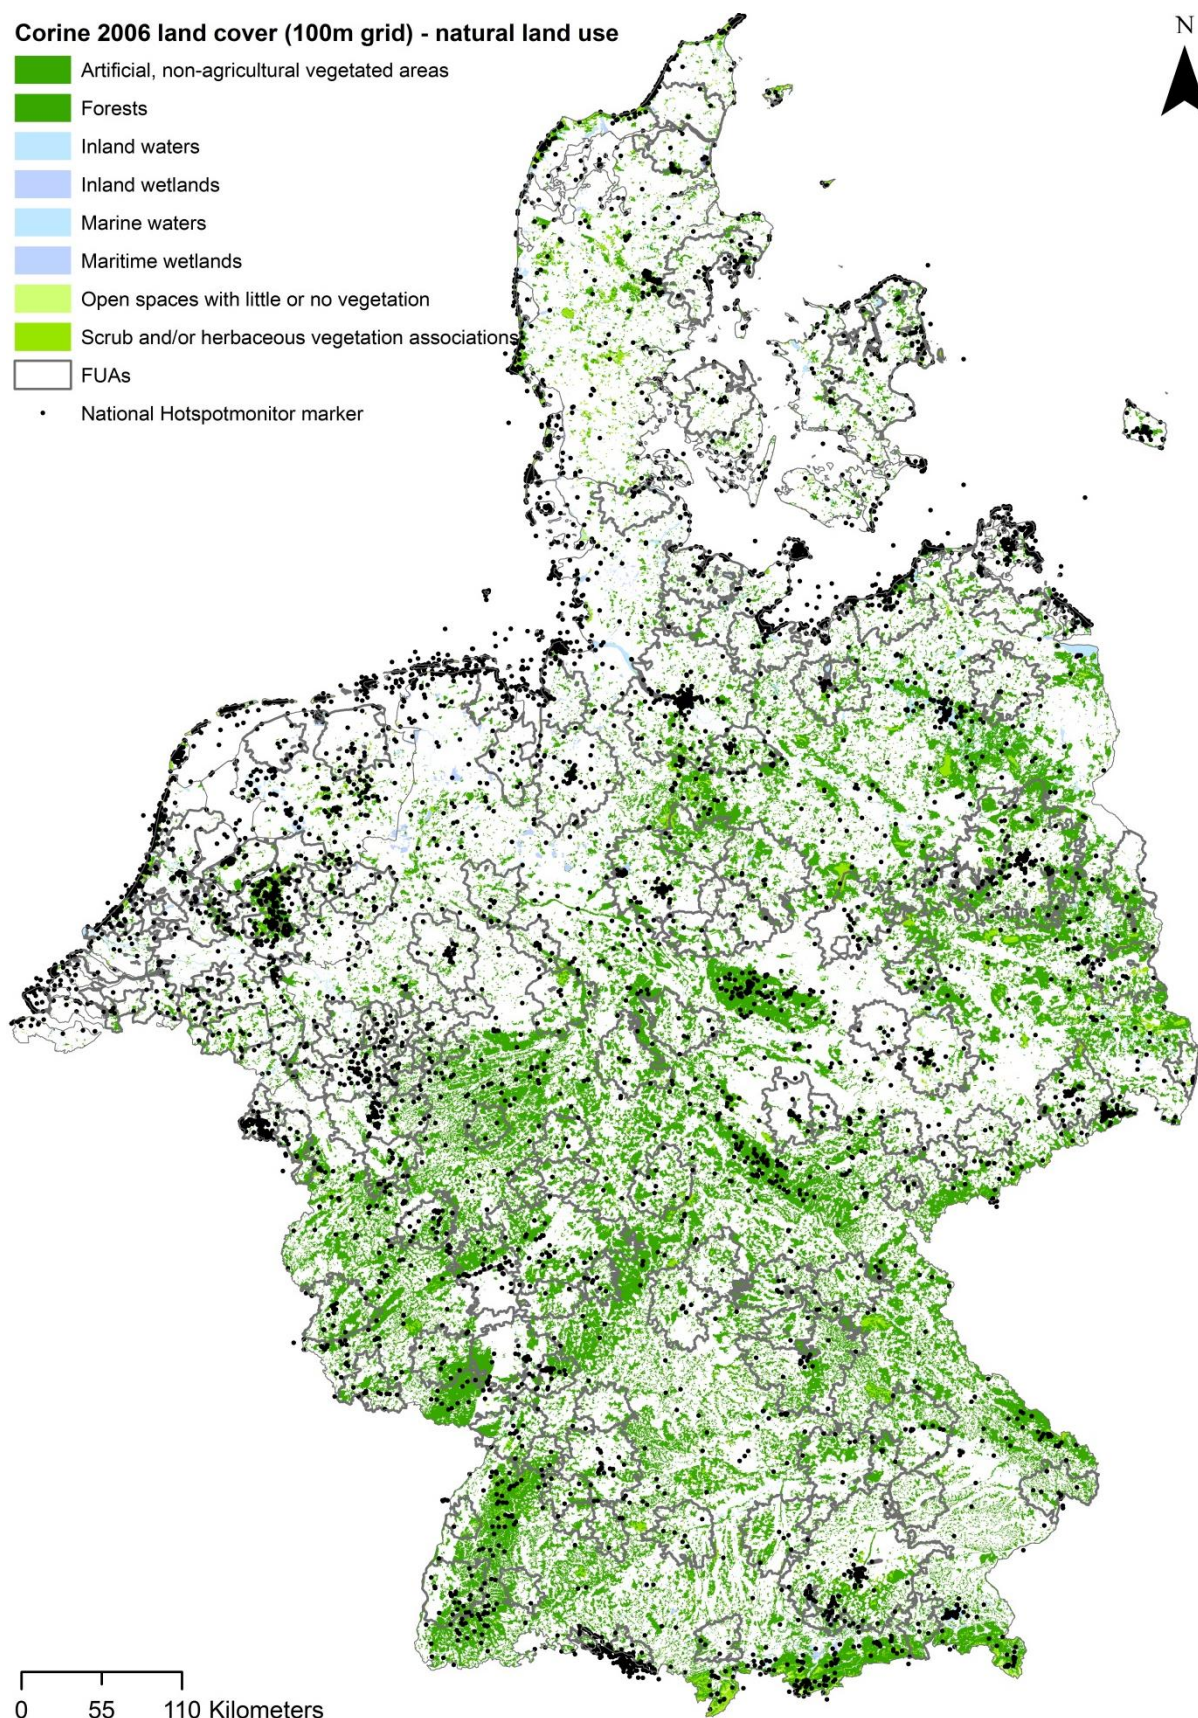 Corine 2006 land cover (100m grid) - natural land use
N
Artificial, non-agricultural vegetated areas
Forests
Inland waters
Inland wetlands
Marine waters
Maritime wetlands
Open spaces with little or no vegetation
Scrub and/or herbaceous vegetation associations
FUAs
National Hotspotmonitor marker
0 55 110 Kilometers